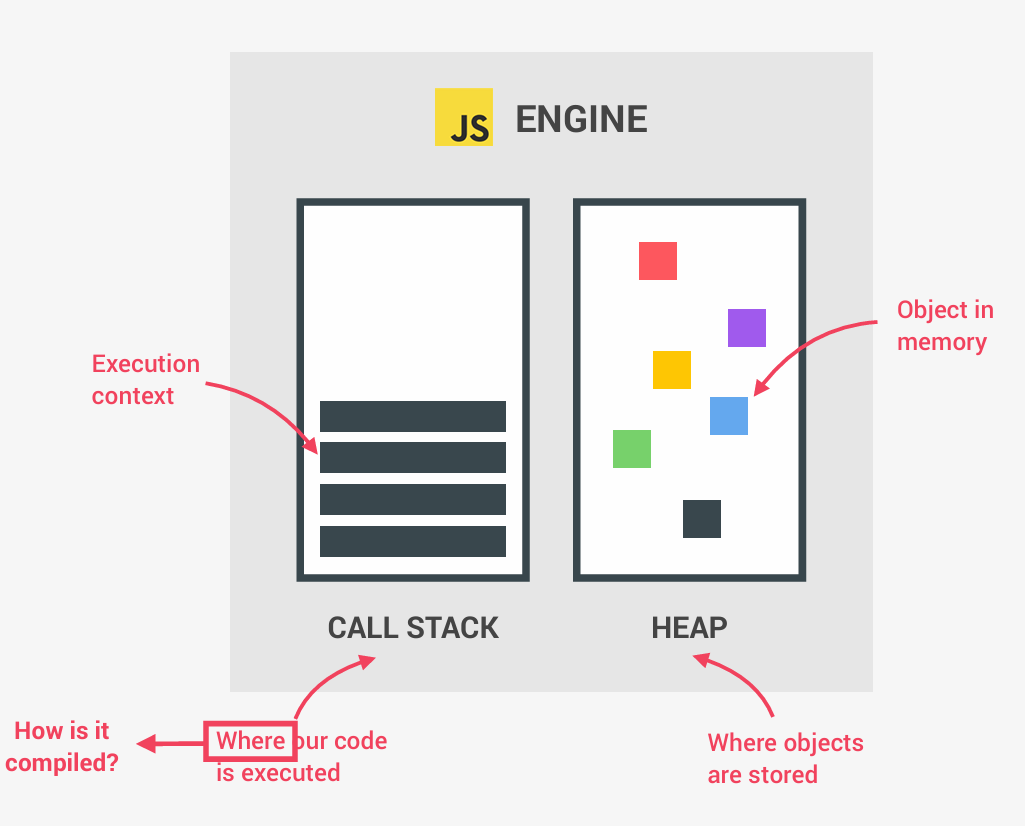 JS ENGINE
Execution
context
Object in
memory
CALL STACK
HEAP
How is it
compiled?
Where our code
is executed
Where objects
are stored